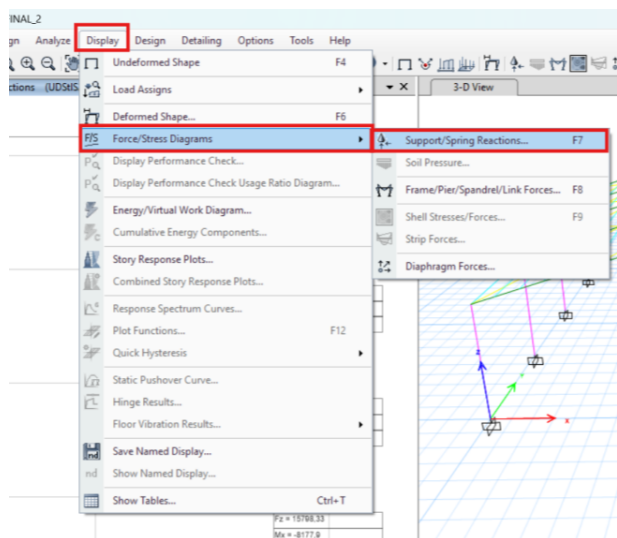 INAL_2
gn Analyze Display Design Detailing Options Tools Help
Undeformed Shape F4
ctions (UDStlS
Load Assigns
3-D View
Deformed Shape... F6
F/S Force/Stress Diagrams
Support/Spring Reactions... F7
Display Performance Check...
Soil Pressure...
Display Performance Check Usage Ratio Diagram...
Frame/Pier/Spandrel/Link Forces... F8
Energy/Virtual Work Diagram...
Shell Stresses/Forces... F9
Cumulative Energy Components...
Strip Forces...
Story Response Plots...
Diaphragm Forces...
Combined Story Response Plots...
Response Spectrum Curves...
Plot Functions... F12
Quick Hysteresis
Static Pushover Curve...
Hinge Results...
Floor Vibration Results...
Save Named Display...
nd Show Named Display...
Show Tables... Ctrl+T
Fz = 15798,33
Mx = -8177,9
z
Y
x